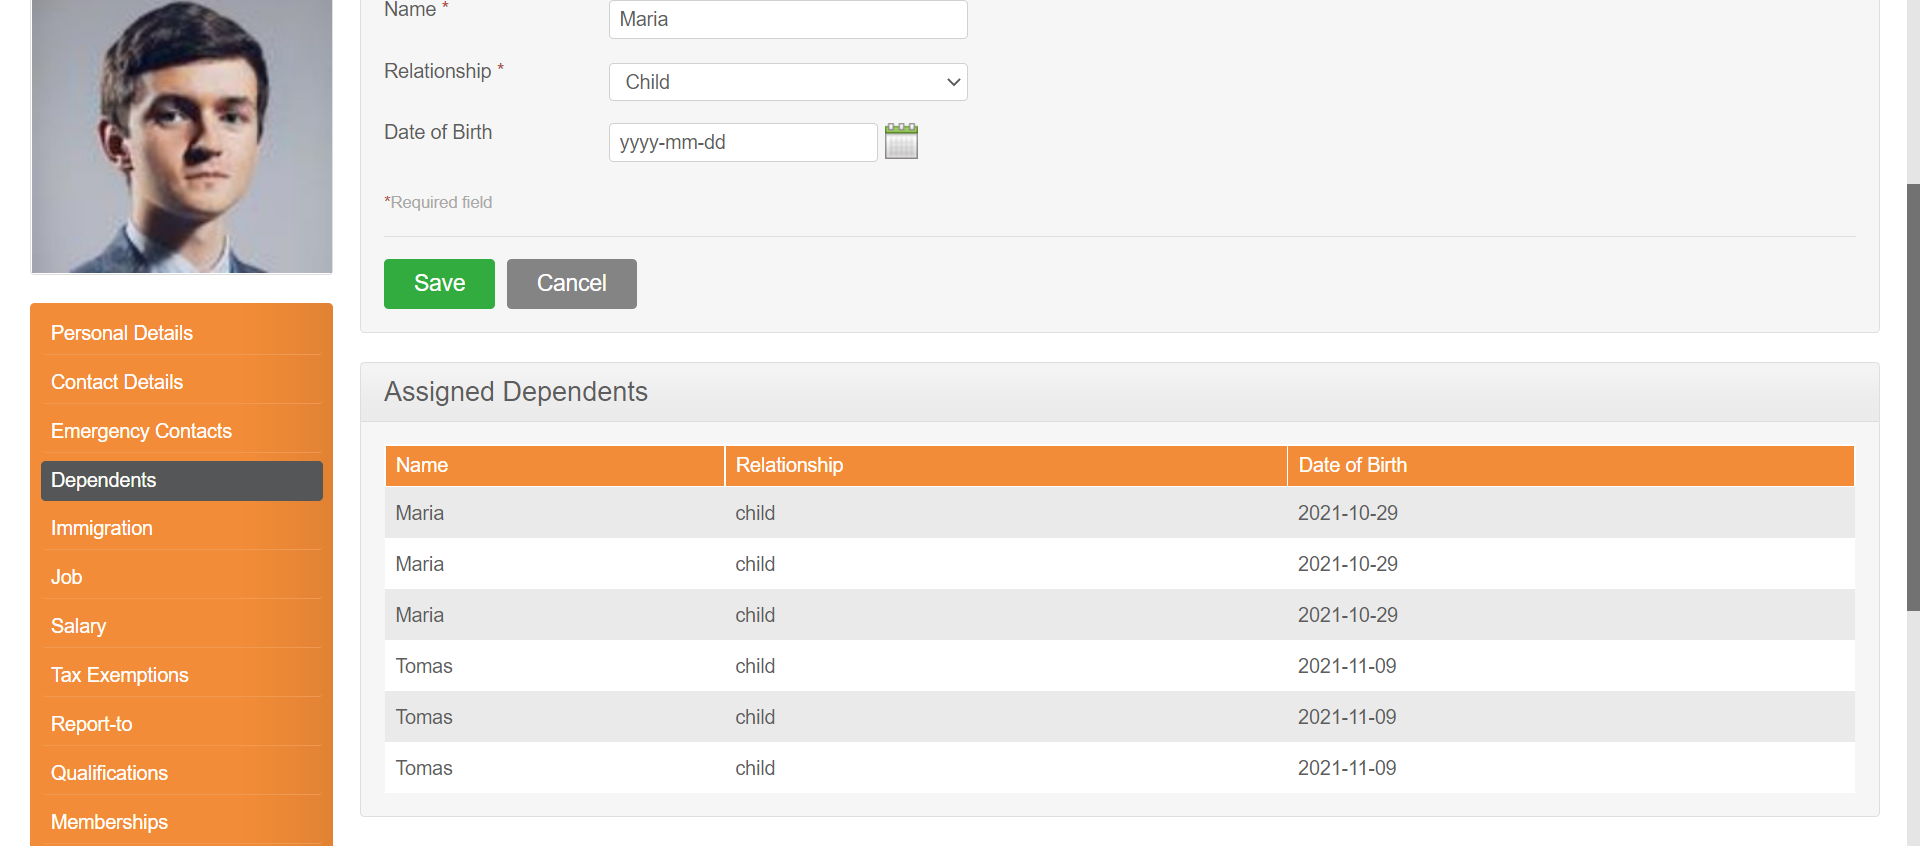 Name *
Maria
Relationship *
Child
Date of Birth
yyyy-mm-dd
*Required field
Save Cancel
Personal Details
Contact Details
Emergency Contacts
Dependents
Immigration
Job
Salary
Tax Exemptions
Report-to
Qualifications
Memberships
Assigned Dependents
Name Relationship Date of Birth
Maria child 2021-10-29
Maria child 2021-10-29
Maria child 2021-10-29
Tomas child 2021-11-09
Tomas child 2021-11-09
Tomas child 2021-11-09